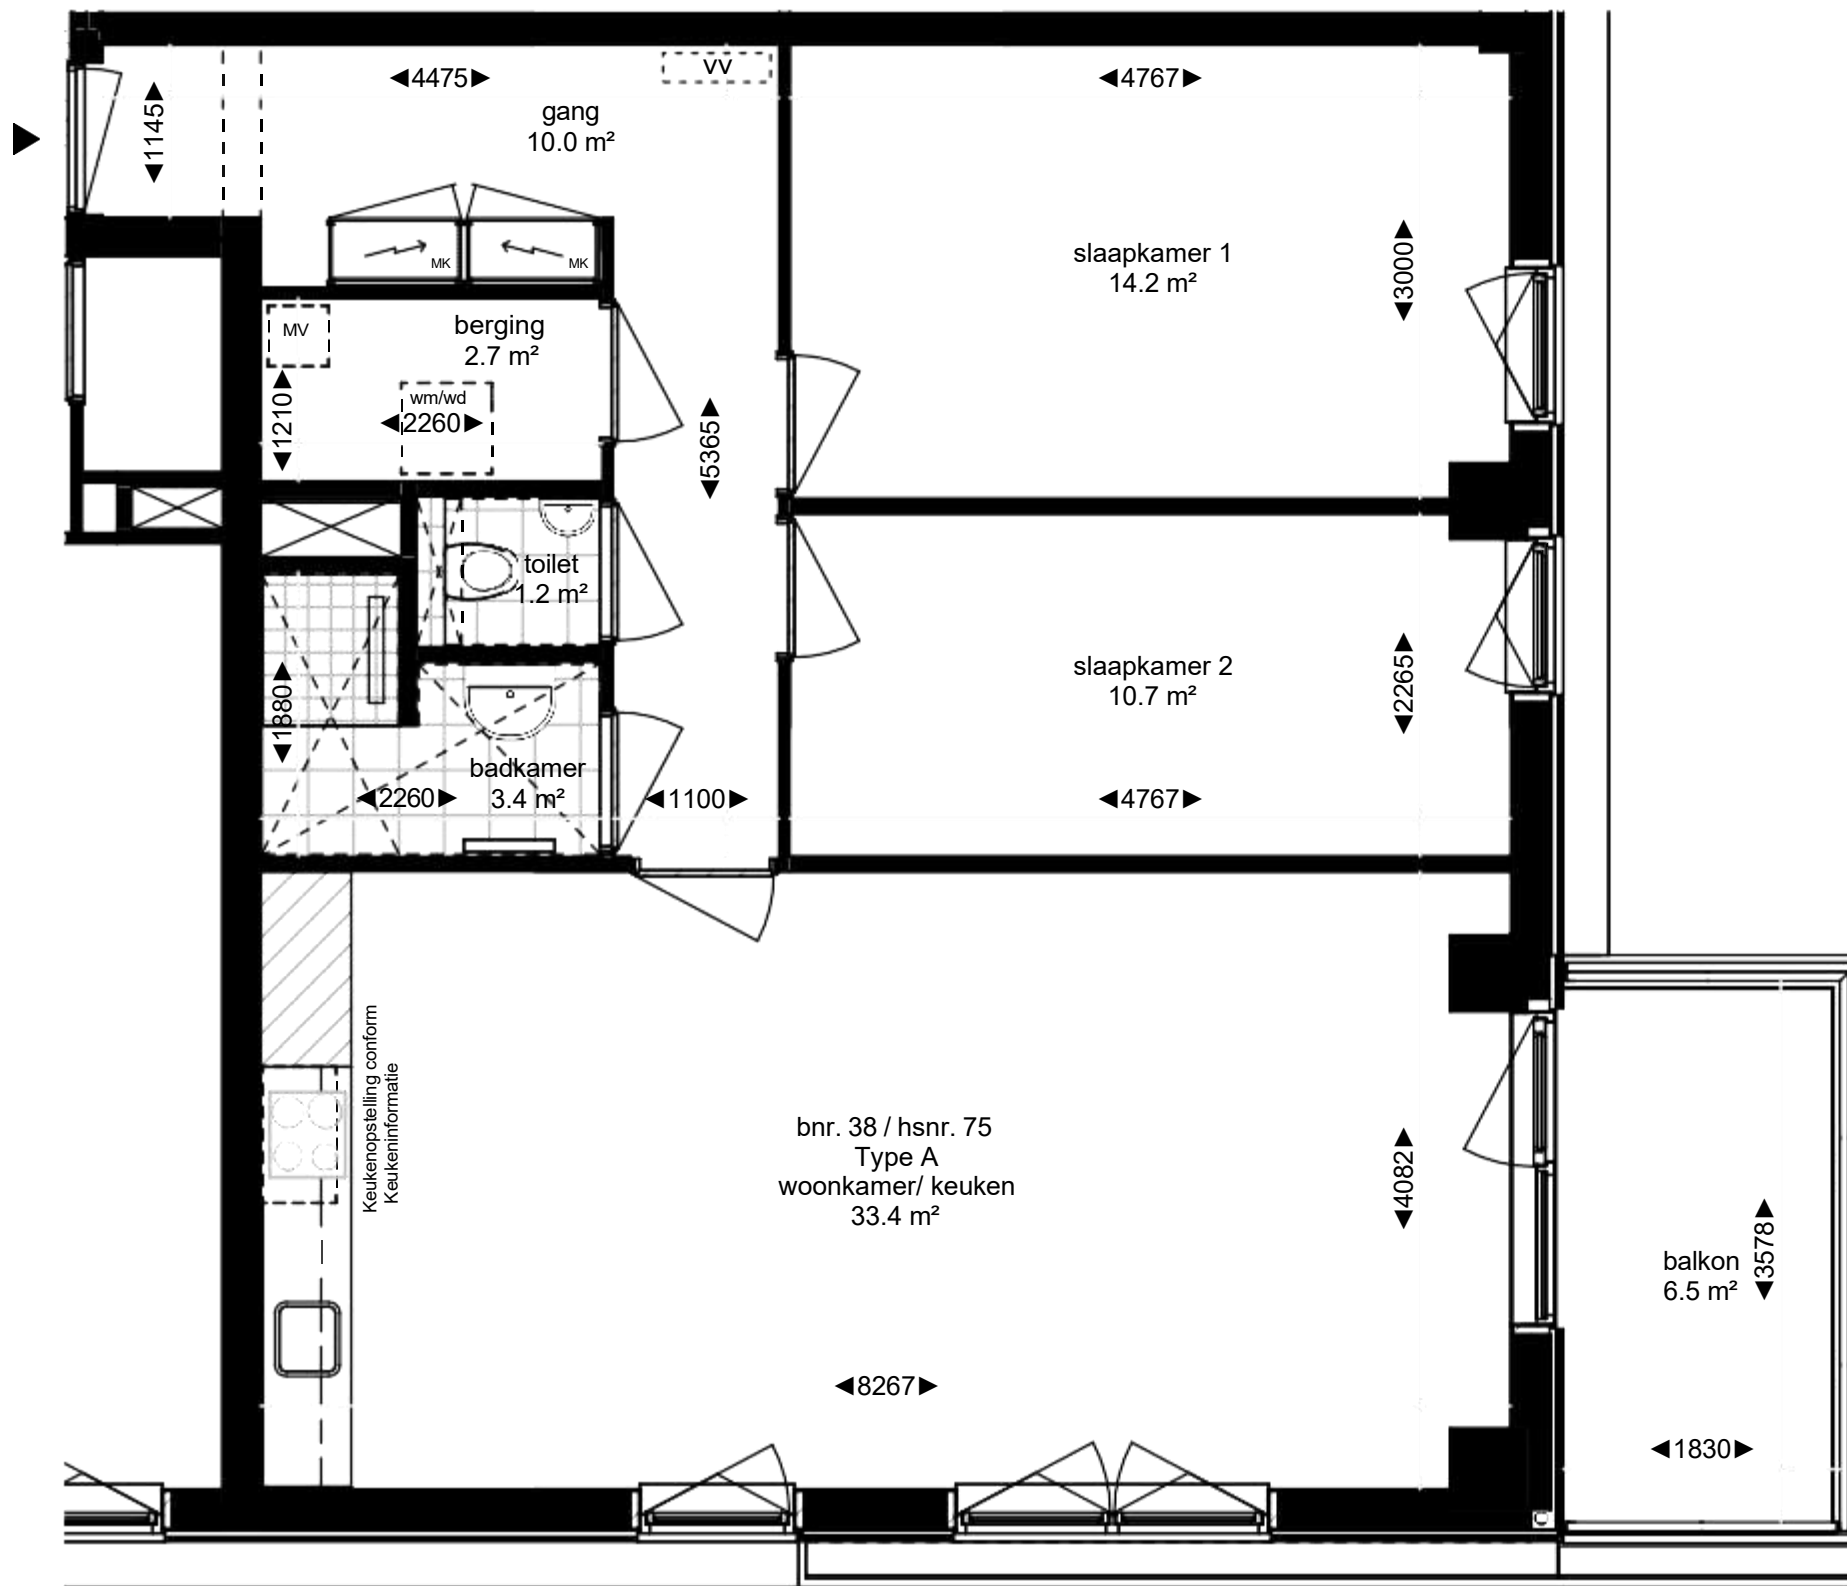 VV
◄4475►
◄4767►
◄1145►
gang
10.0 m²
slaapkamer 1
14.2 m²
◄3000►
MK
MK
MV
berging
2.7 m²
wm/wd
◄2260►
◄1210►
◄5365►
toilet
1.2 m²
slaapkamer 2
10.7 m²
◄2265►
◄1880►
badkamer
3.4 m²
◄2260►
◄1100►
◄4767►
Keukenopstelling conform
Keukeninformatie
bnr. 38 / hsnr. 75
Type A
woonkamer/ keuken
33.4 m²
◄4082►
balkon
6.5 m²
◄3578►
◄8267►
◄1830►